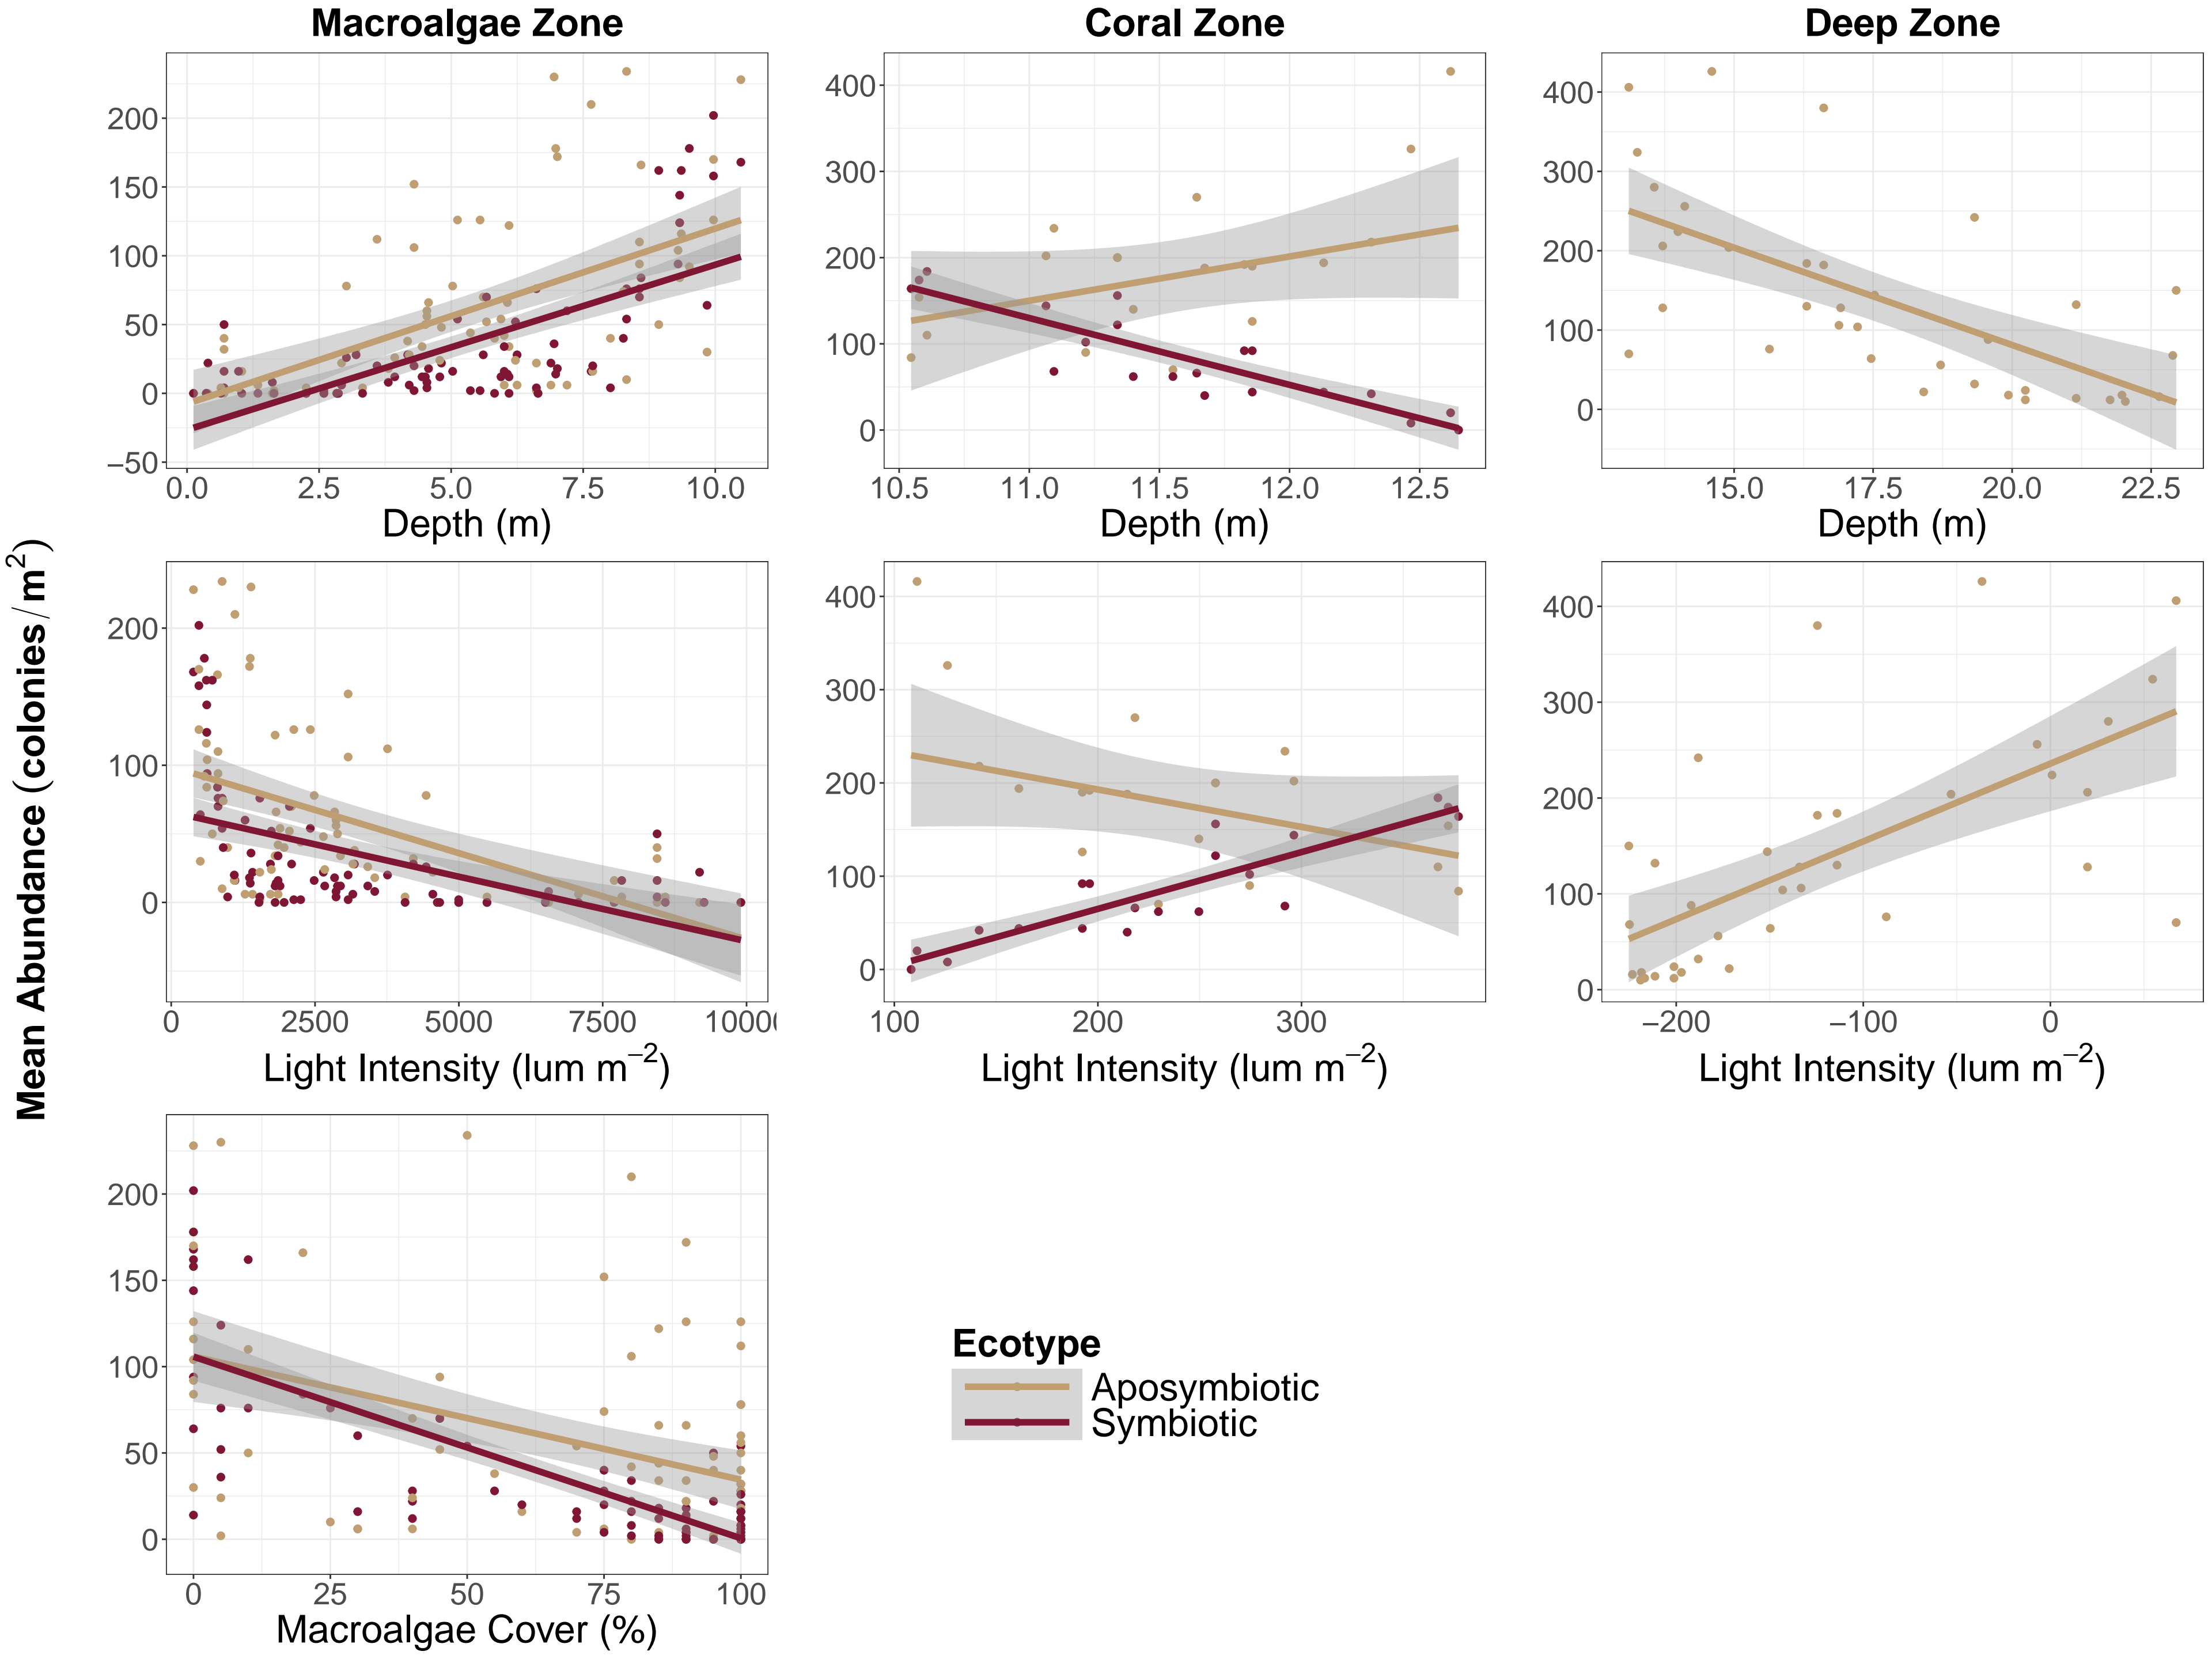 Macroalgae Zone
Coral Zone
Deep Zone
Mean Abundance (colonies/m²)
200
150
100
50
0
−50
0.0 2.5 5.0 7.5 10.0
Depth (m)
400
300
200
100
0
10.5 11.0 11.5 12.0 12.5
Depth (m)
400
300
200
100
0
15.0 17.5 20.0 22.5
Depth (m)
200
100
0
0 2500 5000 7500 1000
Light Intensity (lum m⁻²)
400
300
200
100
0
100 200 300
Light Intensity (lum m⁻²)
400
300
200
100
0
−200 −100 0
Light Intensity (lum m⁻²)
200
150
100
50
0
0 25 50 75 100
Macroalgae Cover (%)
Ecotype
Aposymbiotic
Symbiotic